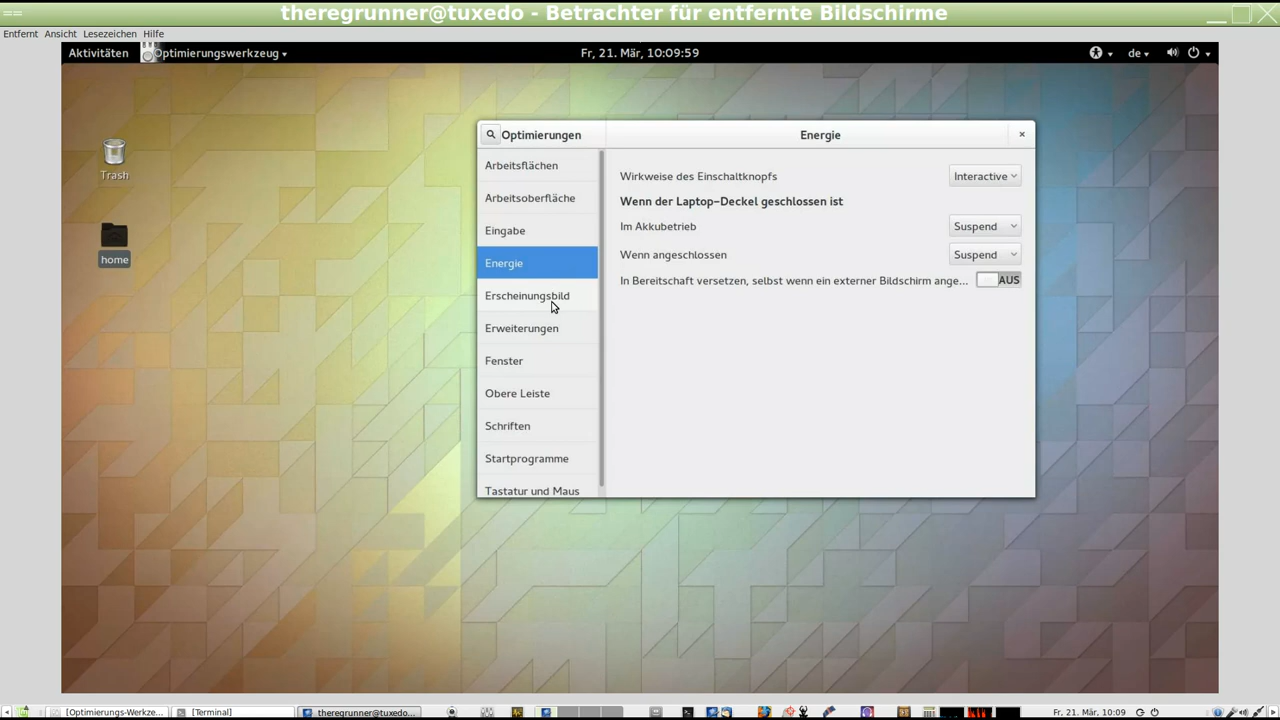 theregrunner@tuxedo - Betrachter für entfernte Bildschirme
Entfernt Ansicht Lesezeichen Hilfe
Aktivitäten Optimierungswerkzeug Fr, 21. Mär, 10:09:59 de
Trash
home
Optimierungen
Arbeitsflächen
Arbeitsoberfläche
Eingabe
Energie
Erscheinungsbild
Erweiterungen
Fenster
Obere Leiste
Schriften
Startprogramme
Tastatur und Maus
Energie ×
Wirkweise des Einschaltknopfs Interactive
Wenn der Laptop-Deckel geschlossen ist
Im Akkubetrieb Suspend
Wenn angeschlossen Suspend
In Bereitschaft versetzen, selbst wenn ein externer Bildschirm ange... AUS
[Optimierungs-Werkze... [Terminal] theregrunner@tuxedo... Fr, 21. Mär, 10:09